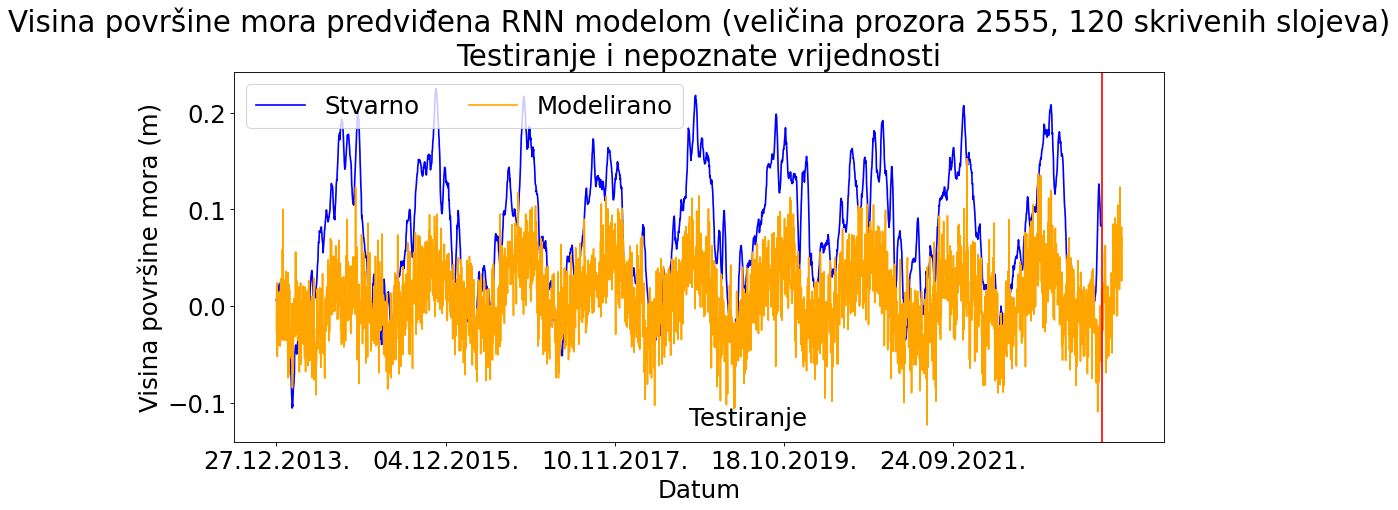 Visina površine mora predviđena RNN modelom (veličina prozora 2555, 120 skrivenih slojeva)
Testiranje i nepoznate vrijednosti
Stvarno
Modelirano
Visina površine mora (m)
0.2
0.1
0.0
−0.1
Testiranje
27.12.2013.
04.12.2015.
10.11.2017.
18.10.2019.
24.09.2021.
Datum